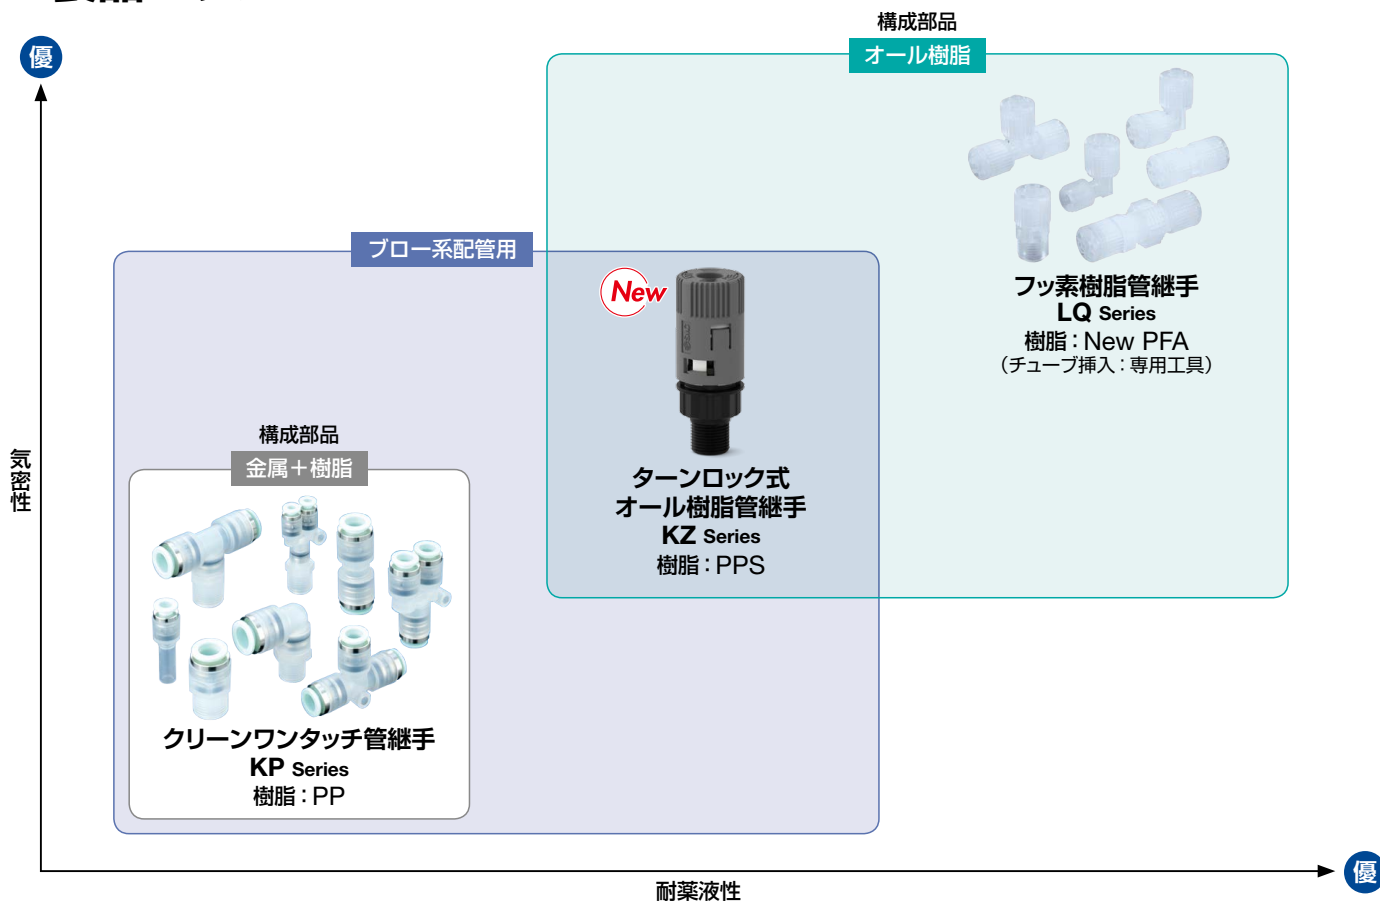 構成部品
オール樹脂
優
ブロー系配管用
New
フッ素樹脂管継手
LQ Series
樹脂：New PFA
（チューブ挿入：専用工具）
構成部品
金属＋樹脂
ターンロック式
オール樹脂管継手
KZ Series
樹脂：PPS
気密性
クリーンワンタッチ管継手
KP Series
樹脂：PP
優
耐薬液性